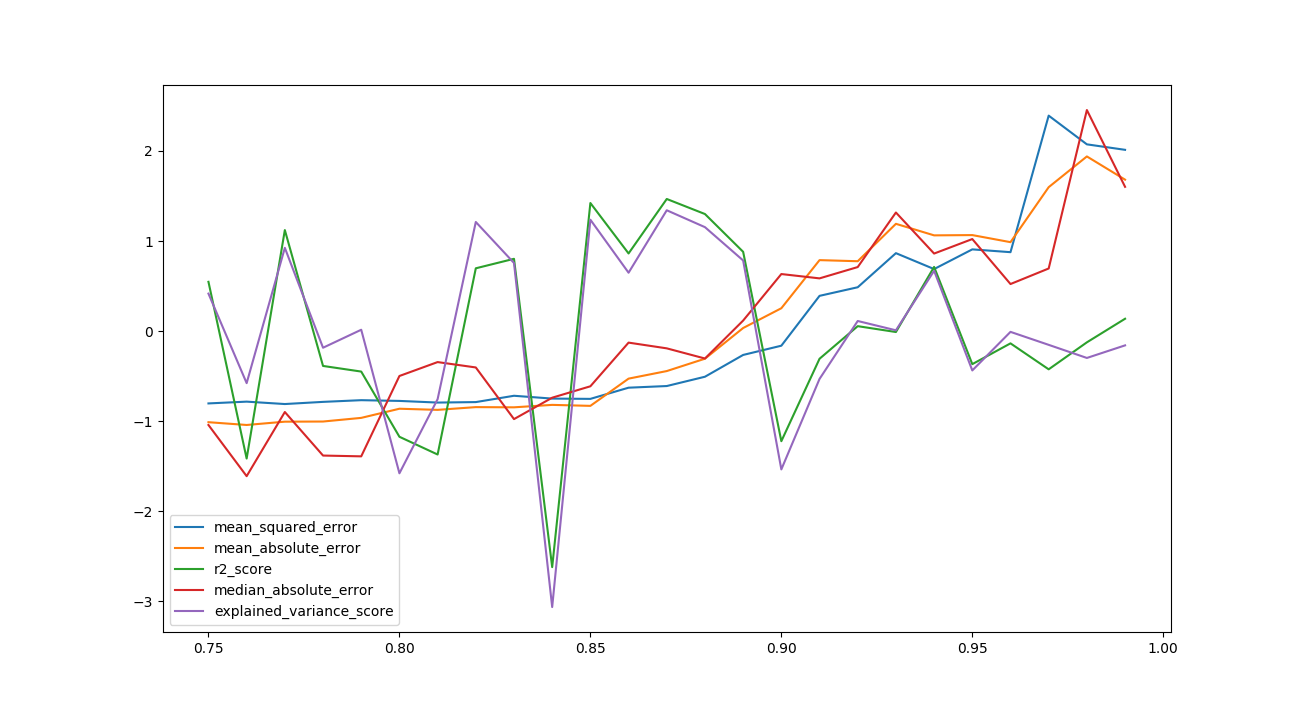 2
1
0
−1
−2
−3
mean_squared_error
mean_absolute_error
r2_score
median_absolute_error
explained_variance_score
0.75 0.80 0.85 0.90 0.95 1.00